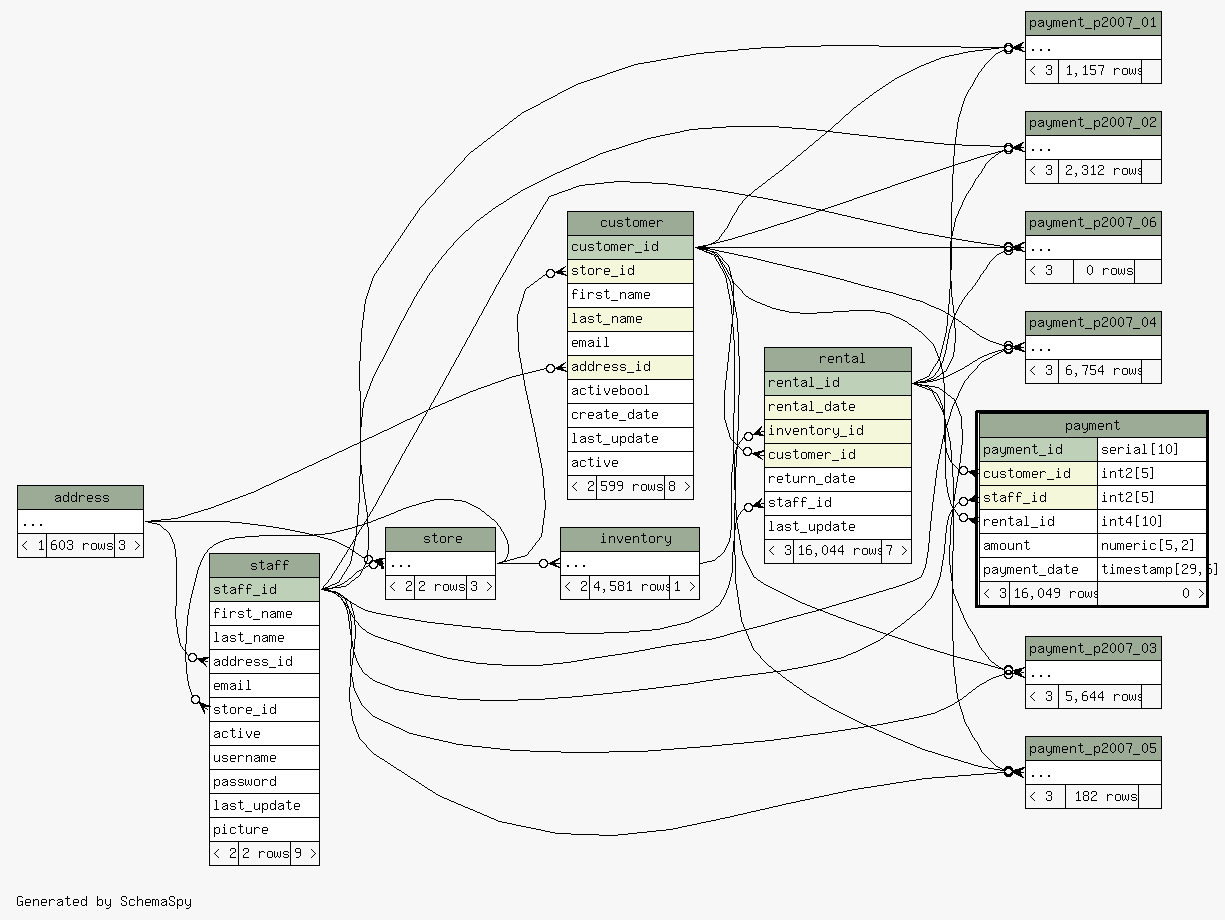 payment_p2007_01
...
< 3 1,157 rows
payment_p2007_02
...
< 3 2,312 rows
payment_p2007_06
...
< 3 0 rows
payment_p2007_04
...
< 3 6,754 rows
customer
customer_id
store_id
first_name
last_name
email
address_id
activebool
create_date
last_update
active
< 2 599 rows 8 >
rental
rental_id
rental_date
inventory_id
customer_id
return_date
staff_id
last_update
< 3 16,044 rows 7 >
payment
payment_id serial[10]
customer_id int2[5]
staff_id int2[5]
rental_id int4[10]
amount numeric[5,2]
payment_date timestamp[29,6]
< 3 16,049 rows 0 >
address
...
< 1 603 rows 3 >
store
...
< 2 2 rows 3 >
inventory
...
< 2 4,581 rows 1 >
staff
staff_id
first_name
last_name
address_id
email
store_id
active
username
password
last_update
picture
< 2 2 rows 9 >
payment_p2007_03
...
< 3 5,644 rows
payment_p2007_05
...
< 3 182 rows
Generated by SchemaSpy